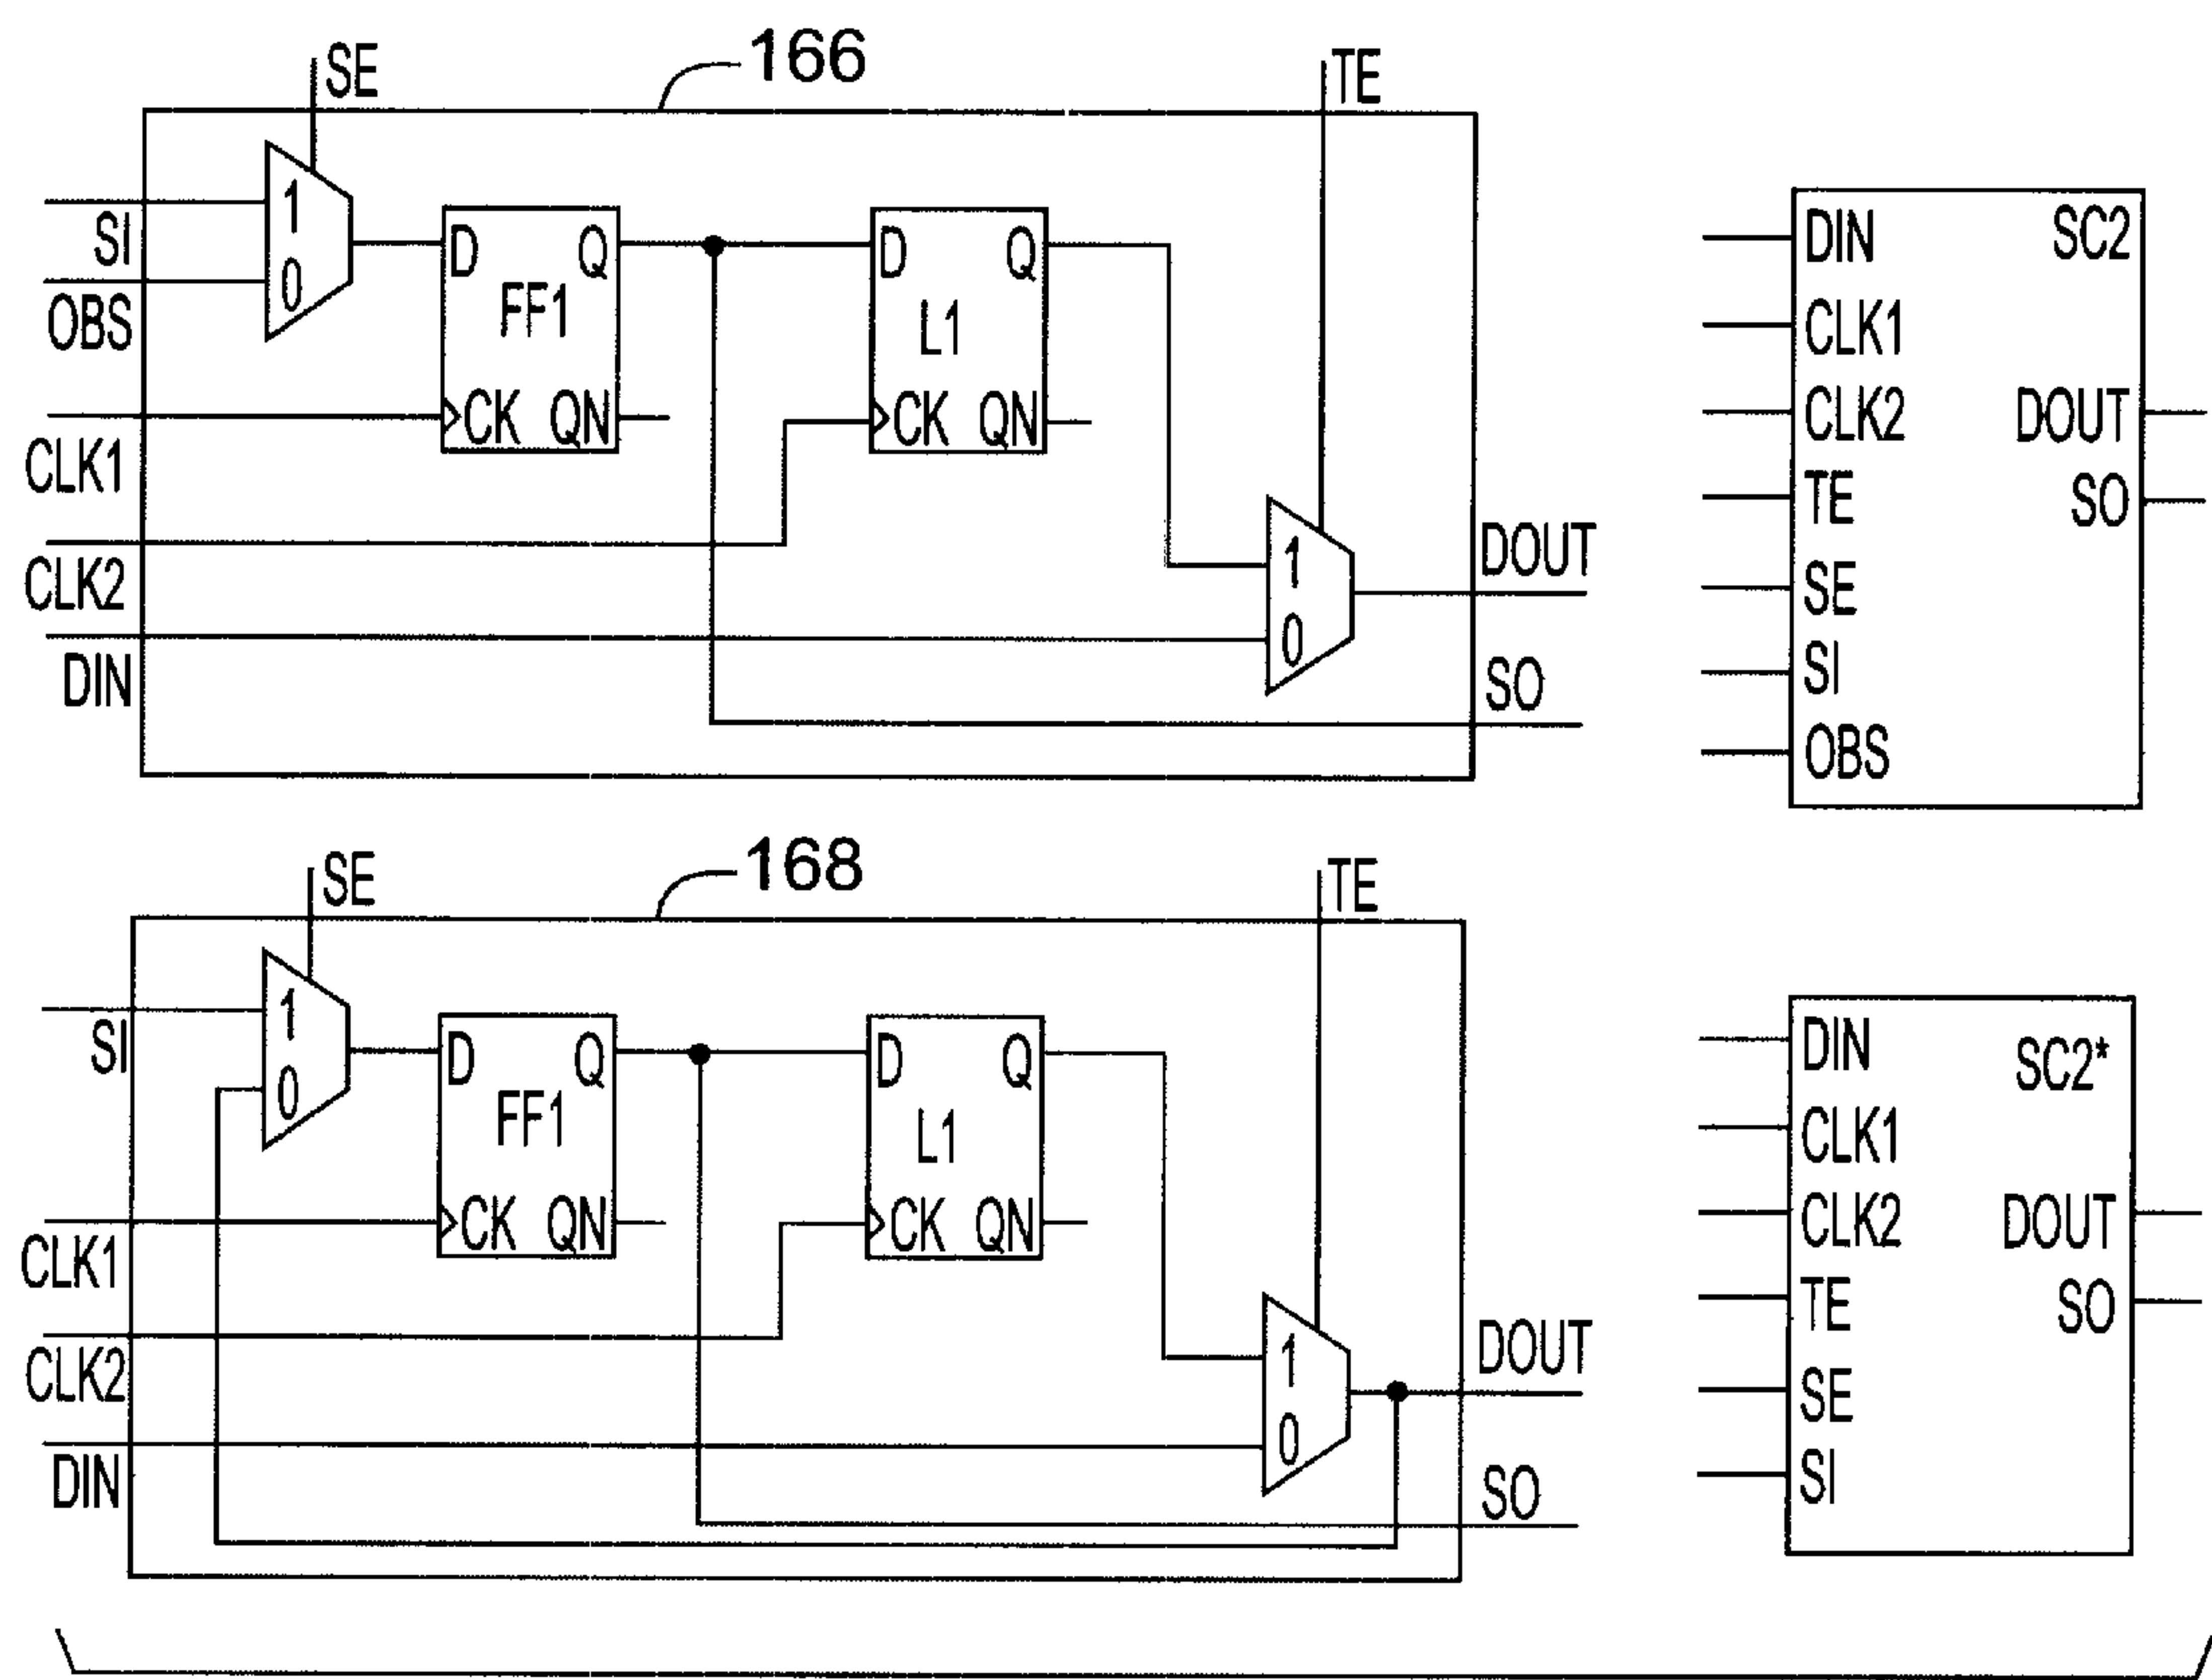 SE
166
TE
SI
1
0
OBS
D
Q
FF1
CK
QN
D
Q
L1
CK
QN
CLK1
CLK2
DIN
1
0
DOUT
SO
DIN
SC2
CLK1
CLK2
DOUT
TE
SO
SE
SI
OBS
SE
168
TE
SI
1
0
D
Q
FF1
CK
QN
D
Q
L1
CK
QN
CLK1
CLK2
DIN
1
0
DOUT
SO
DIN
SC2*
CLK1
CLK2
DOUT
TE
SO
SE
SI